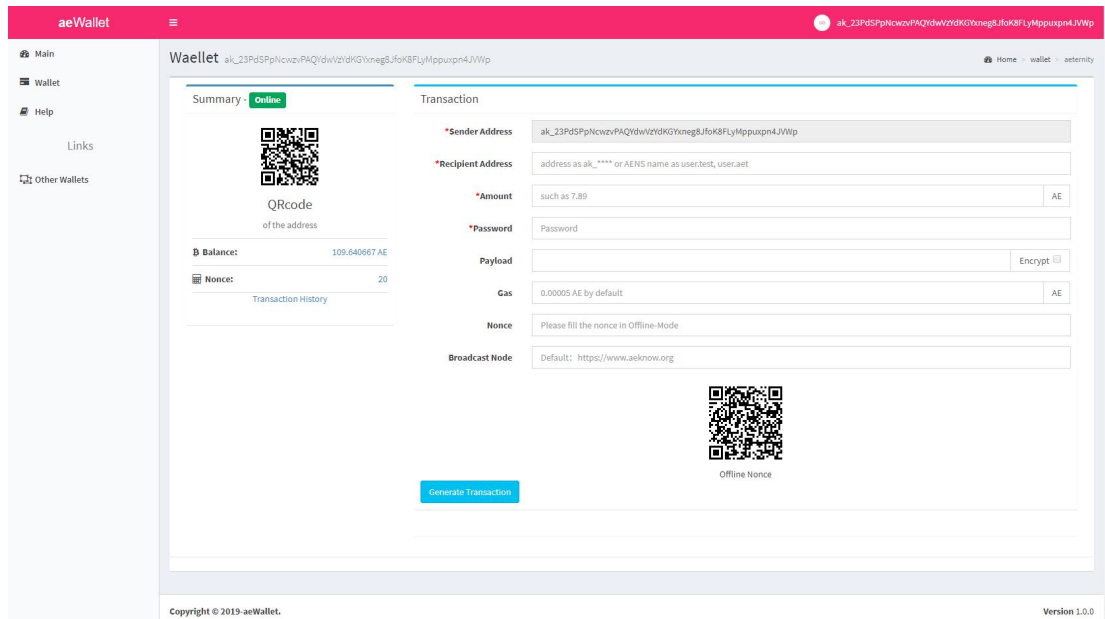 aeWallet
ak_23PdSPpNcwzvPAQYdwVzYdKGYxneg8JfoK8FLyMppuxpn4JVWp
Main
Wallet
Help
Links
Other Wallets
Waellet ak_23PdSPpNcwzvPAQYdwVzYdKGYxneg8JfoK8FLyMppuxpn4JVWp
Home > wallet > aeternity
Summary - Online
QRcode
of the address
Balance: 109.640667 AE
Nonce: 20
Transaction History
Transaction
*Sender Address ak_23PdSPpNcwzvPAQYdwVzYdKGYxneg8JfoK8FLyMppuxpn4JVWp
*Recipient Address address as ak_**** or AENS name as user.test, user.aet
*Amount such as 7.89 AE
*Password Password
Payload Encrypt
Gas 0.00005 AE by default AE
Nonce Please fill the nonce in Offline-Mode
Broadcast Node Default: https://www.aeknow.org
Offline Nonce
Generate Transaction
Copyright © 2019-aeWallet.
Version 1.0.0